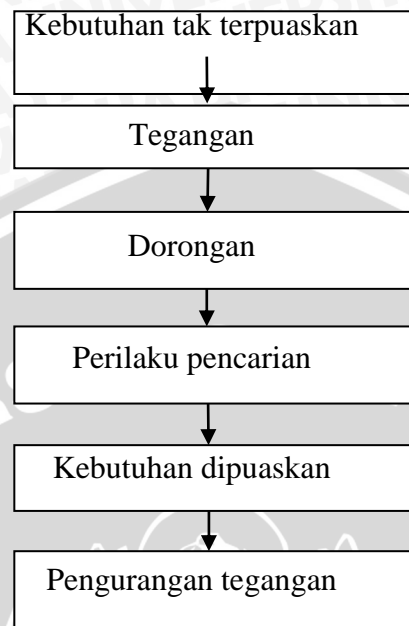 Kebutuhan tak terpuaskan
Tegangan
Dorongan
Perilaku pencarian
Kebutuhan dipuaskan
Pengurangan tegangan